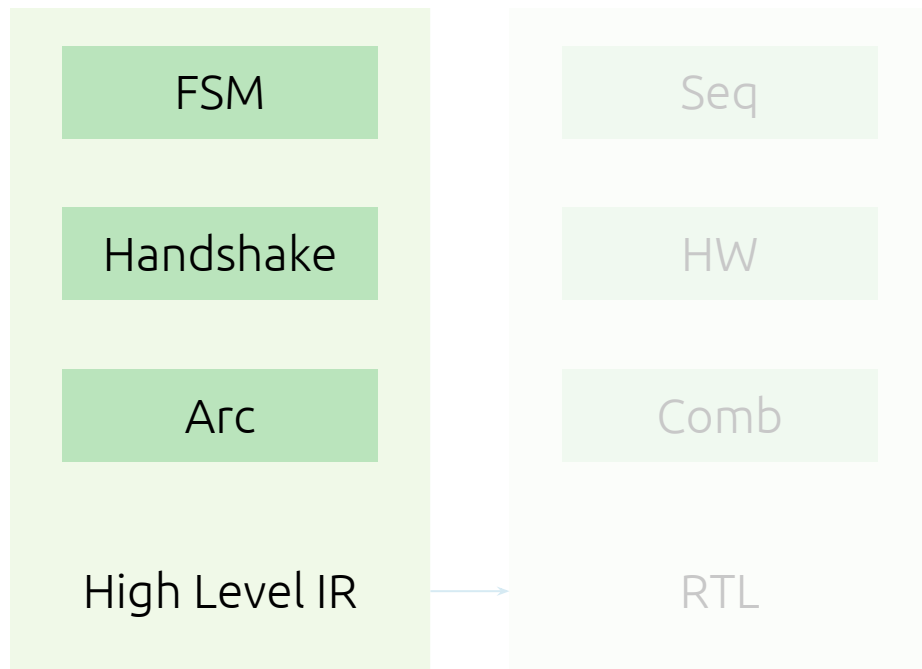 FSM
Handshake
Arc
High Level IR
Seq
HW
Comb
RTL